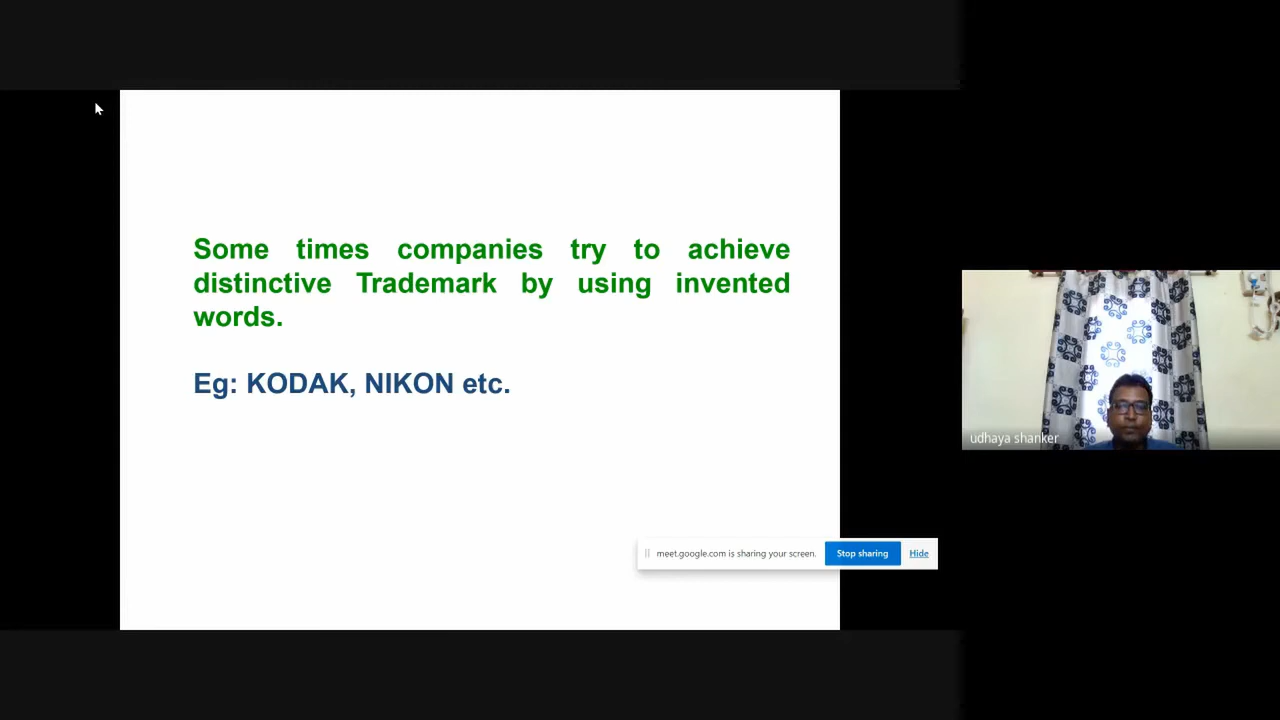 Some times companies try to achieve
distinctive Trademark by using invented
words.
Eg: KODAK, NIKON etc.
udhaya shanker
meet.google.com is sharing your screen.
Stop sharing
Hide